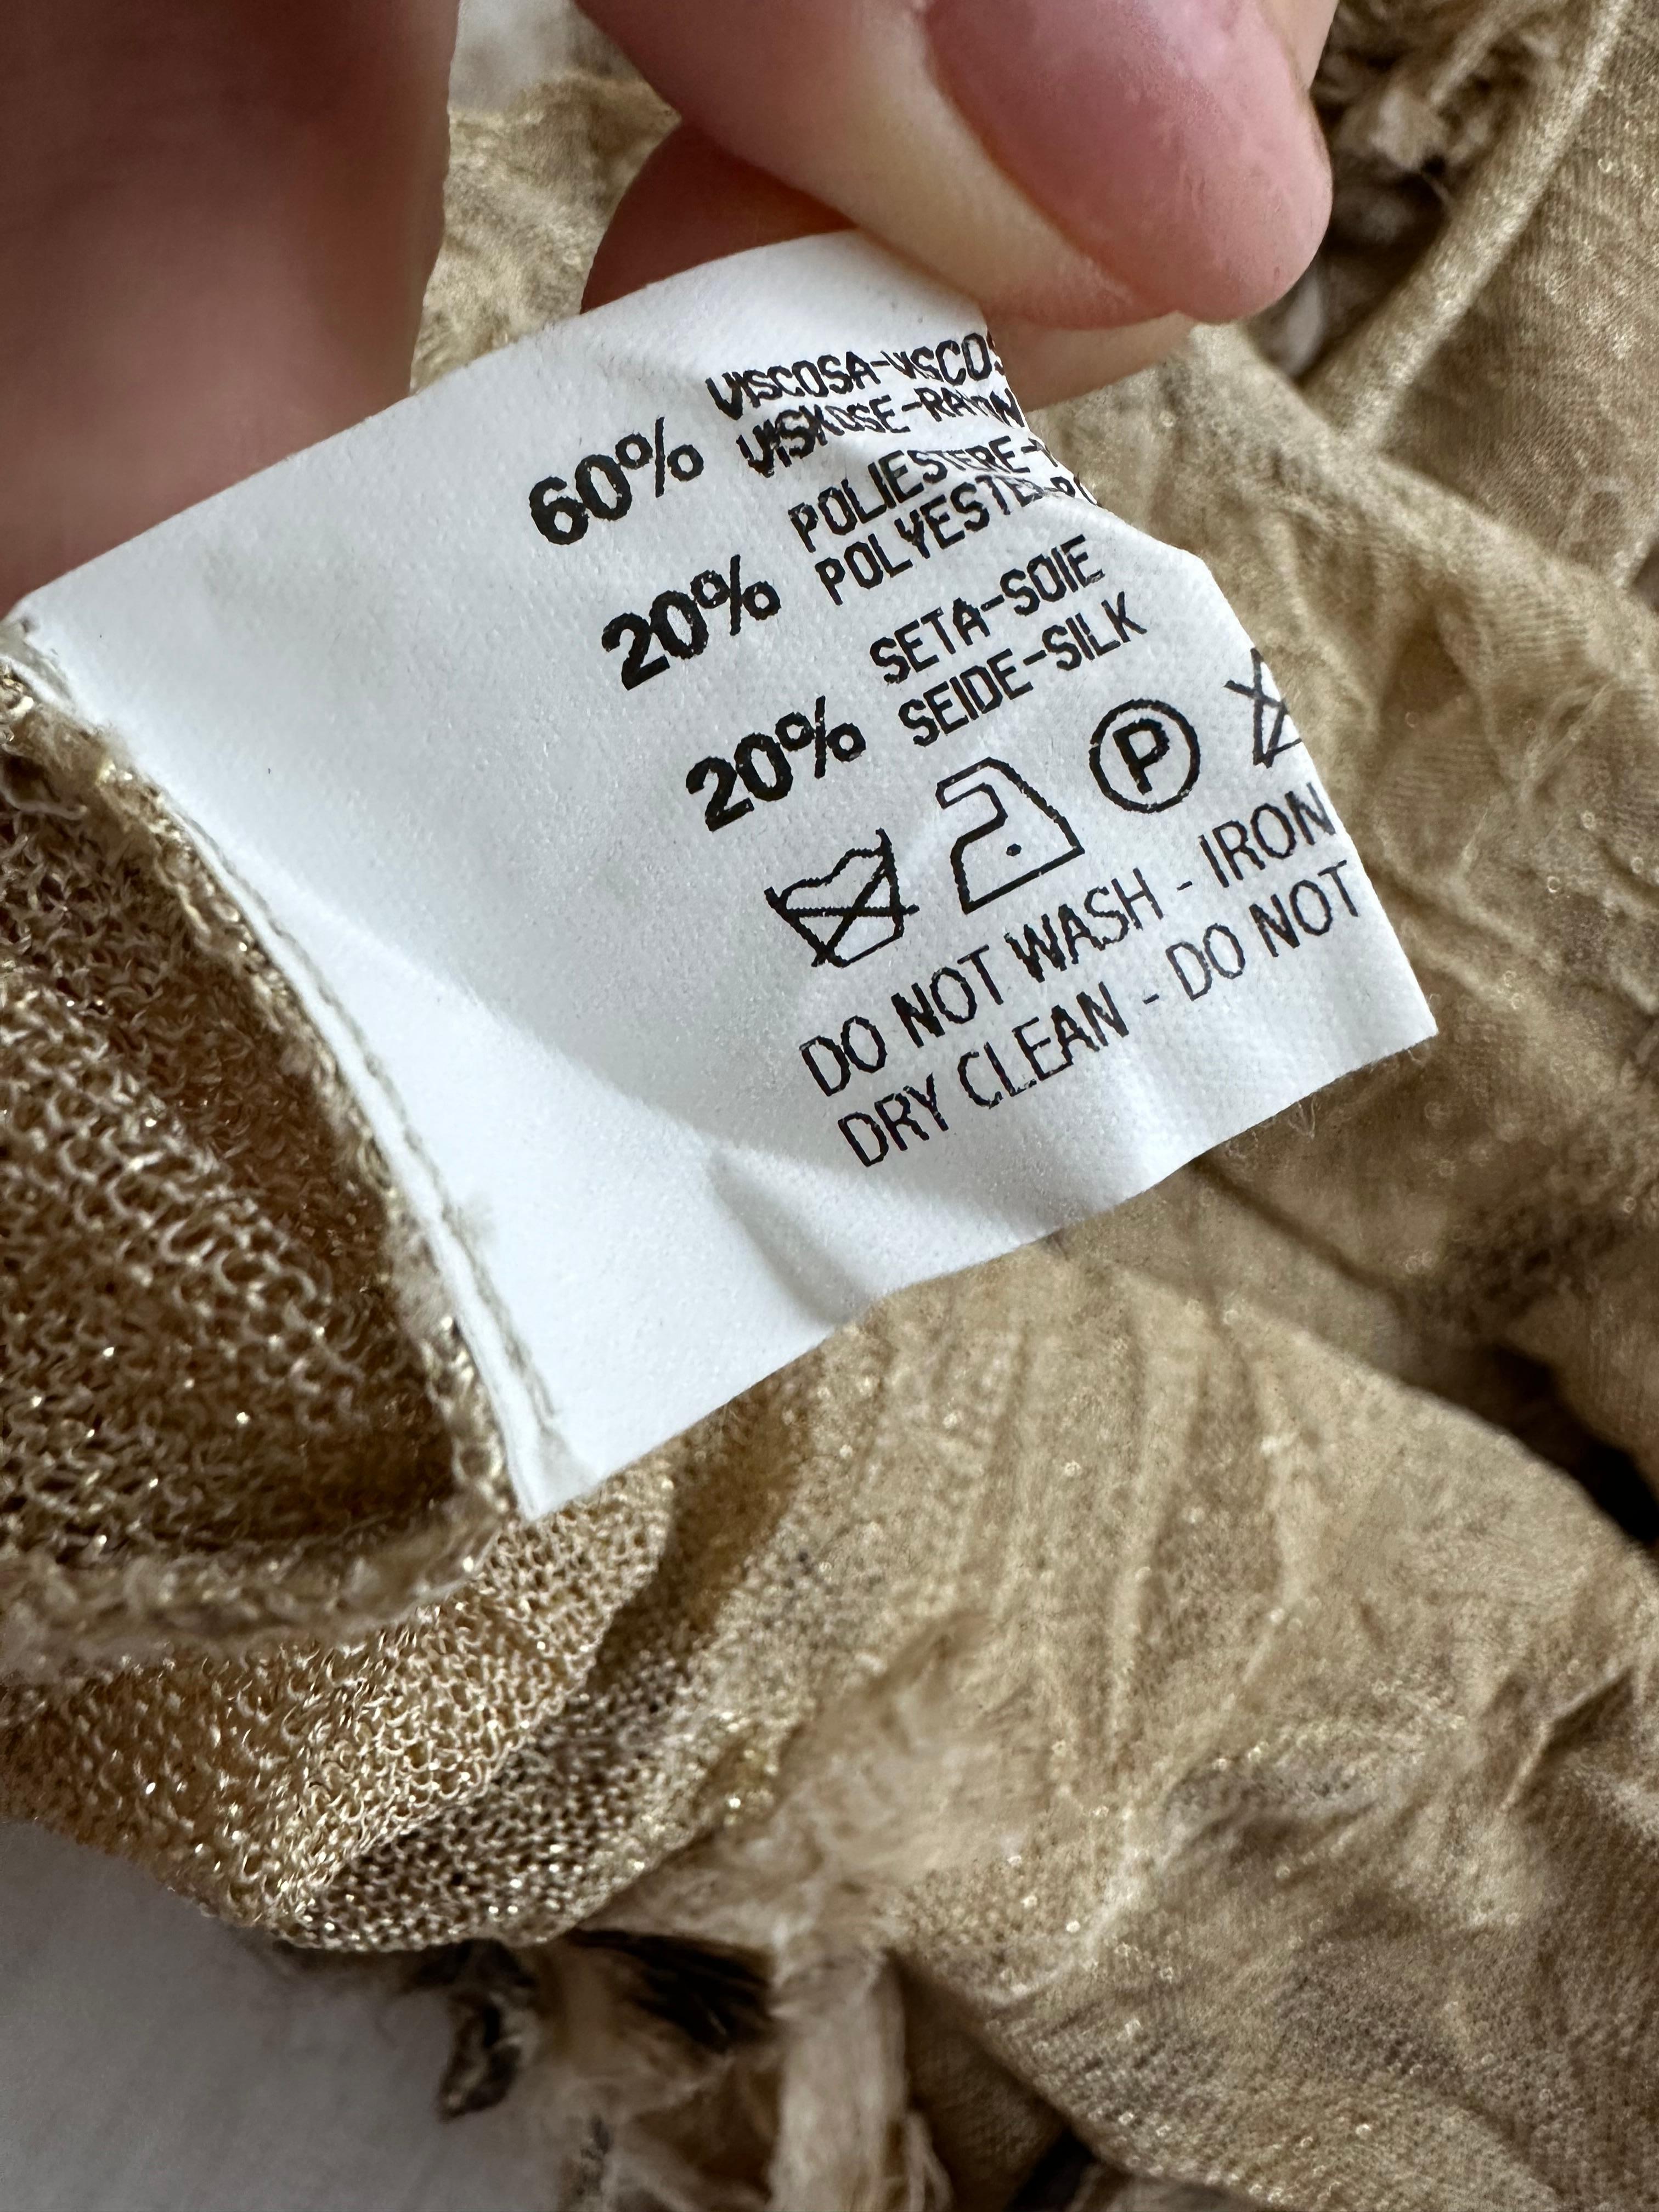 60% VISCOSA-VISCOS
VISKOSE-RAYON
20% POLIESTERE-
POLYESTER-PO
20% SETA-SOIE
SEIDE-SILK
P
DO NOT WASH - IRON
DRY CLEAN - DO NOT